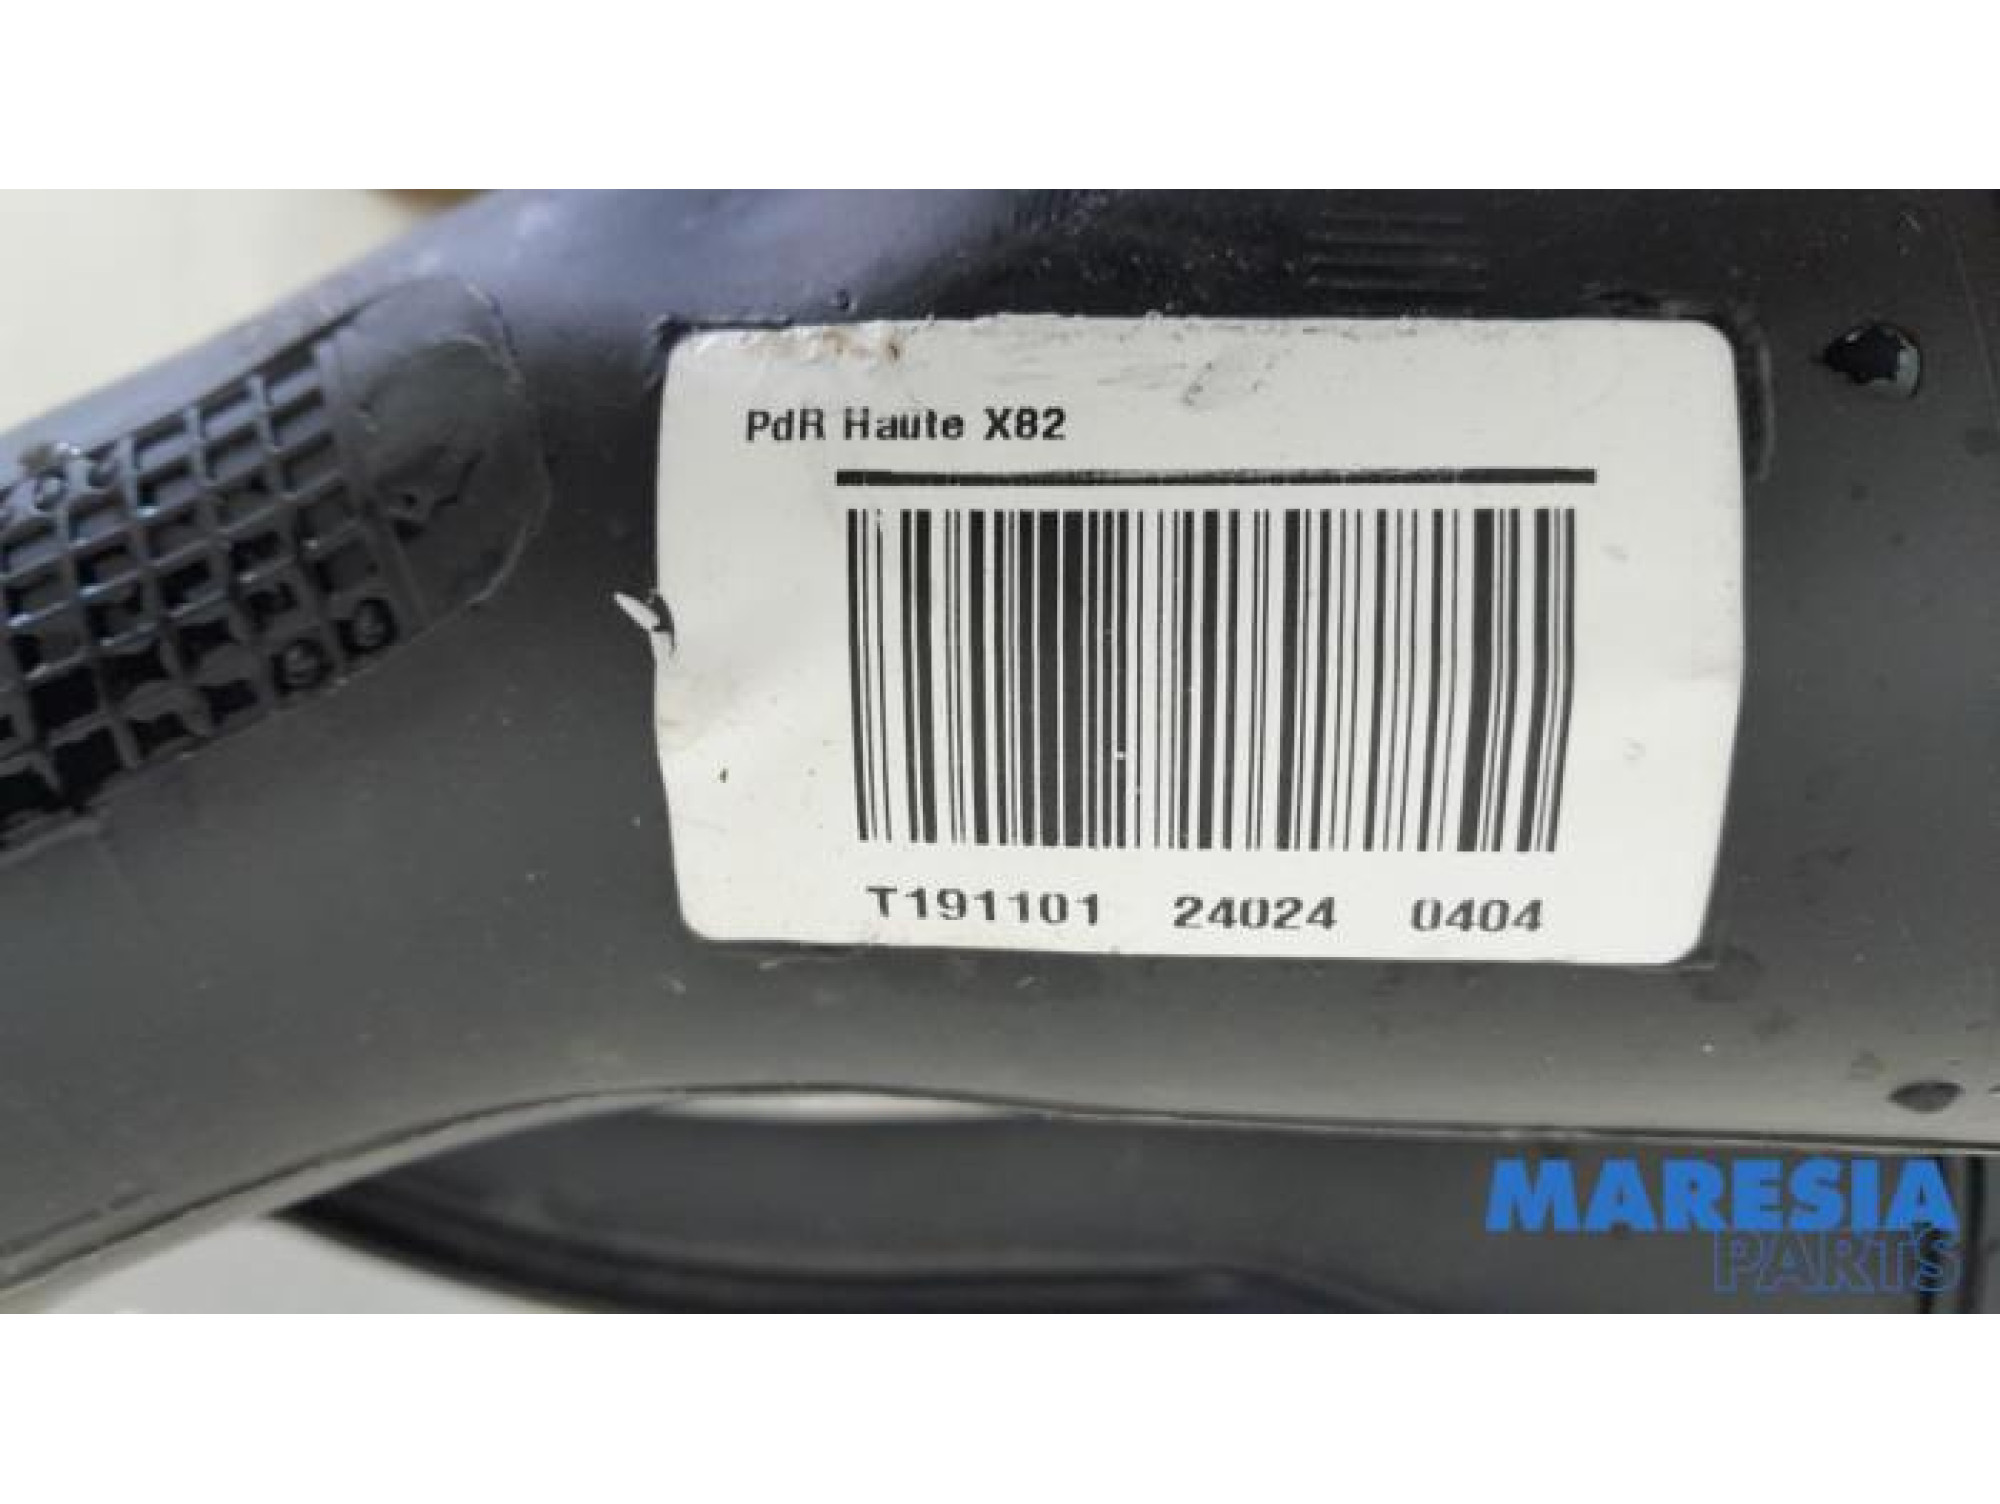 PdR Haute X82
T191101 24024 0404
MARESIA
PARTS